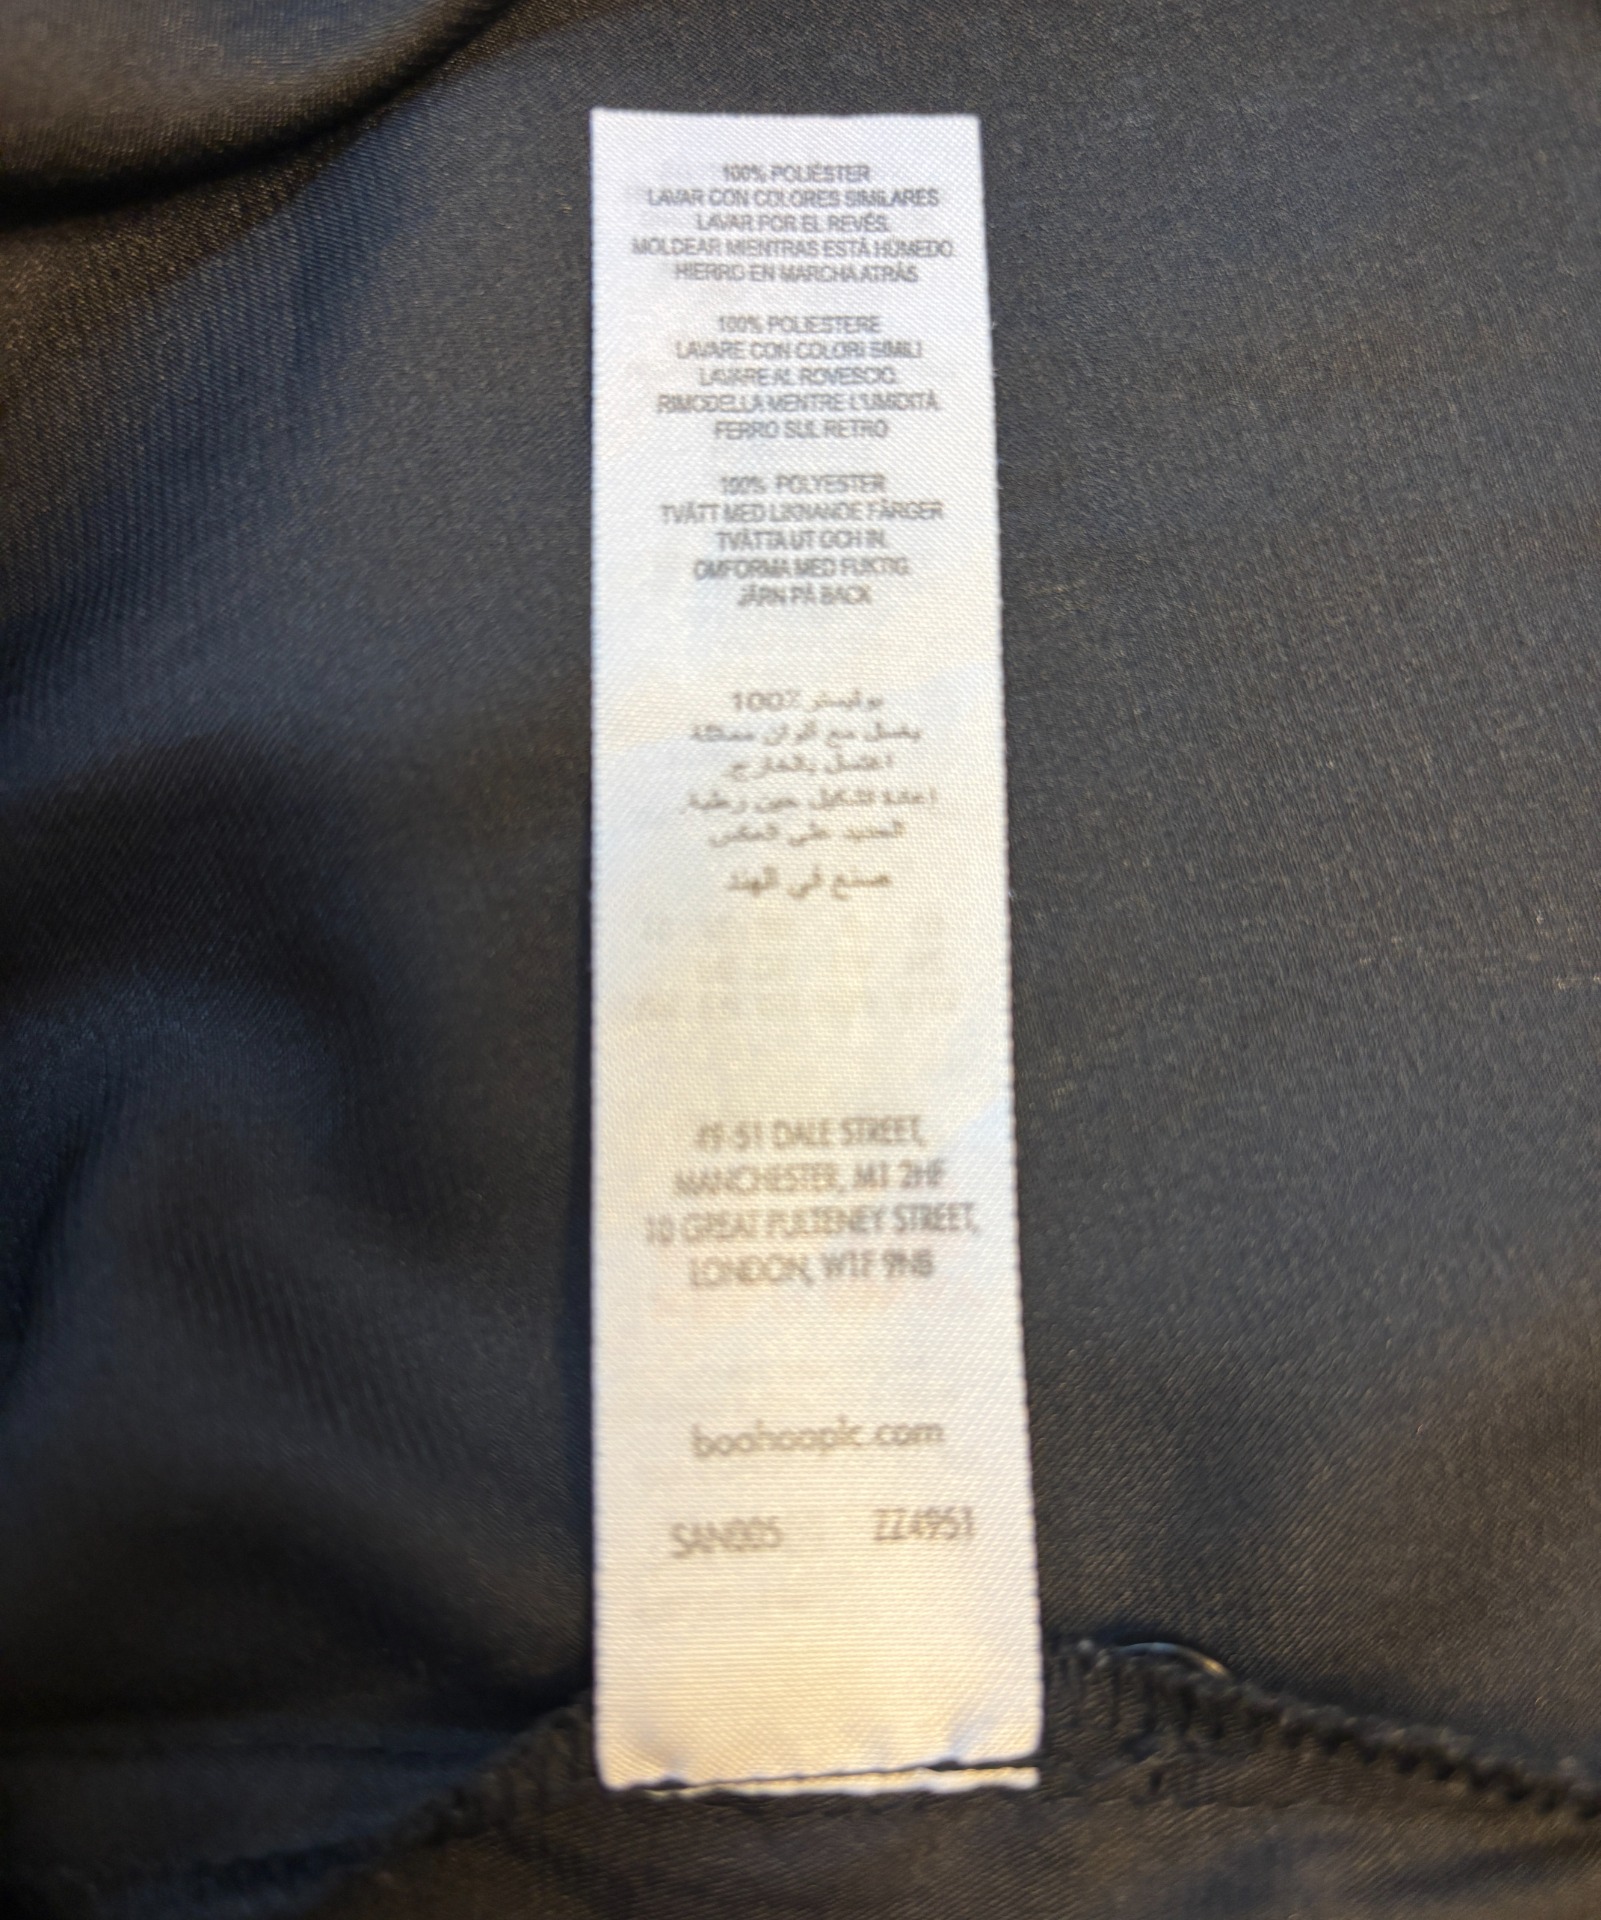 100% POLIÉSTER
LAVAR CON COLORES SIMILARES
LAVAR POR EL REVÉS.
MOLDEAR MIENTRAS ESTÁ HÚMEDO.
HIERRO EN MARCHA ATRÁS
100% POLIESTERE
LAVARE CON COLORI SIMILI
LAVARE AL ROVESCIO.
RIMODELLA MENTRE L'UMIDITÀ.
FERRO SUL RETRO
100% POLYESTER
TVÄTT MED LIKNANDE FÄRGER
TVÄTTA UT OCH IN.
OMFORMA MED FUKTIG.
JÄRN PÅ BACK
بوليستر 100%
يغسل مع ألوان مماثلة
اغتسل بالخارج.
إعادة تشكيل حين رطبة.
الحديد على العكس
صنع في الهند
49-51 DALE STREET,
MANCHESTER, M1 2HF
10 GREAT PULTENEY STREET,
LONDON, W1F 9NB
boohooplc.com
SAN005 ZZ4951